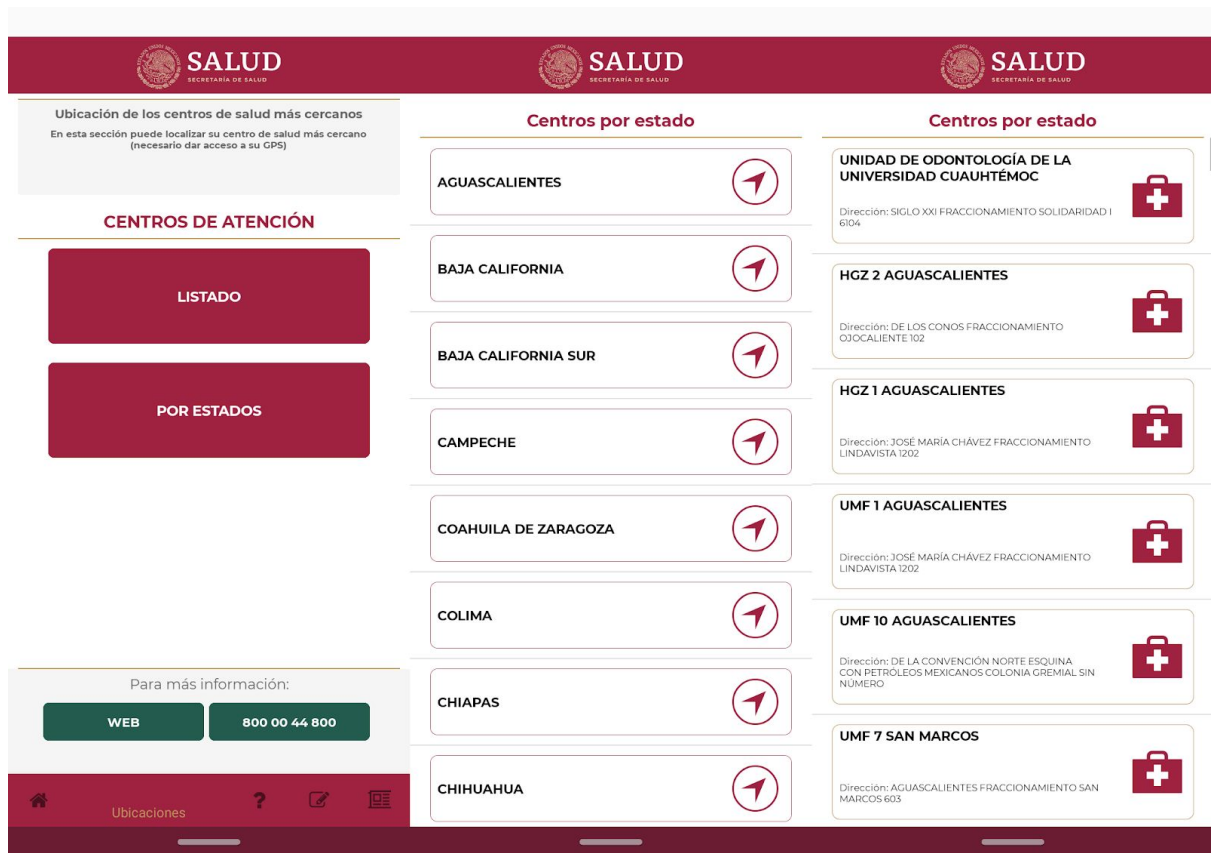 SALUD
SECRETARÍA DE SALUD
Ubicación de los centros de salud más cercanos
En esta sección puede localizar su centro de salud más cercano
(necesario dar acceso a su GPS)
CENTROS DE ATENCIÓN
LISTADO
POR ESTADOS
Para más información:
WEB
800 00 44 800
?
Ubicaciones
SALUD
SECRETARÍA DE SALUD
Centros por estado
AGUASCALIENTES
BAJA CALIFORNIA
BAJA CALIFORNIA SUR
CAMPECHE
COAHUILA DE ZARAGOZA
COLIMA
CHIAPAS
CHIHUAHUA
SALUD
SECRETARÍA DE SALUD
Centros por estado
UNIDAD DE ODONTOLOGÍA DE LA
UNIVERSIDAD CUAUHTÉMOC
Dirección: SIGLO XXI FRACCIONAMIENTO SOLIDARIDAD I
6104
HGZ 2 AGUASCALIENTES
Dirección: DE LOS CONOS FRACCIONAMIENTO
OJOCALIENTE 102
HGZ 1 AGUASCALIENTES
Dirección: JOSÉ MARÍA CHÁVEZ FRACCIONAMIENTO
LINDAVISTA 1202
UMF 1 AGUASCALIENTES
Dirección: JOSÉ MARÍA CHÁVEZ FRACCIONAMIENTO
LINDAVISTA 1202
UMF 10 AGUASCALIENTES
Dirección: DE LA CONVENCIÓN NORTE ESQUINA
CON PETRÓLEOS MEXICANOS COLONIA GREMIAL SIN
NÚMERO
UMF 7 SAN MARCOS
Dirección: AGUASCALIENTES FRACCIONAMIENTO SAN
MARCOS 603